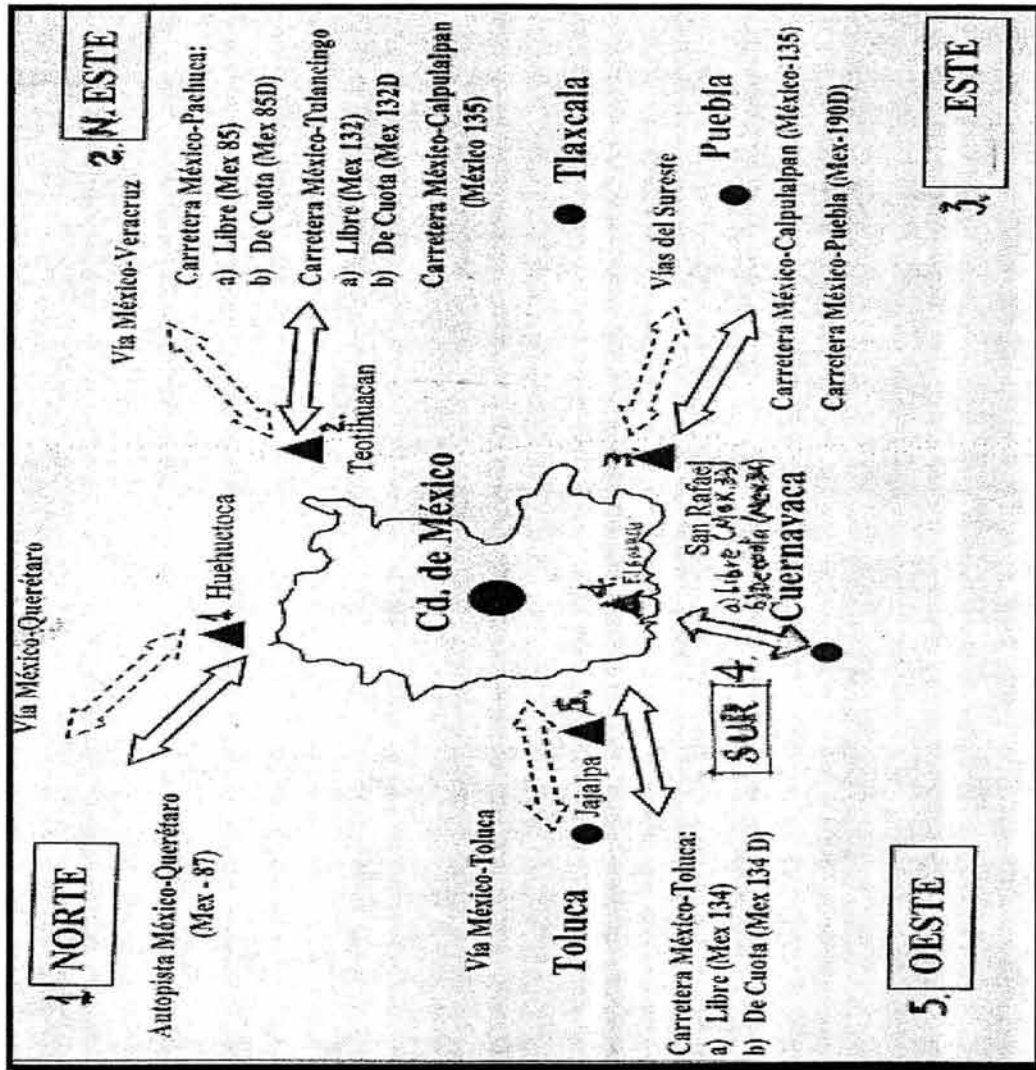 1. NORTE
Vía México-Querétaro
Autopista México-Querétaro
(Mex - 87)
1. Huehuetoca
2. N. ESTE
Vía México-Veracruz
Carretera México-Pachuca:
a) Libre (Mex 85)
b) De Cuota (Mex 85D)
Carretera México-Tulancingo
a) Libre (Mex 132)
b) De Cuota (Mex 132D
Carretera México-Calpulalpan
(México 135)
2.
Teotihuacan
Cd. de México
Tlaxcala
Vías del Sureste
Puebla
3.
San Rafael
Carretera México-Calpulalpan (México-135)
Carretera México-Puebla (Mex-190D)
3. ESTE
4.
a) libre (Mex.
b)
Cuernavaca
SUR 4.
Vía México-Toluca
5.
Jajalpa
Toluca
Carretera México-Toluca:
a) Libre (Mex 134)
b) De Cuota (Mex 134 D)
5. OESTE